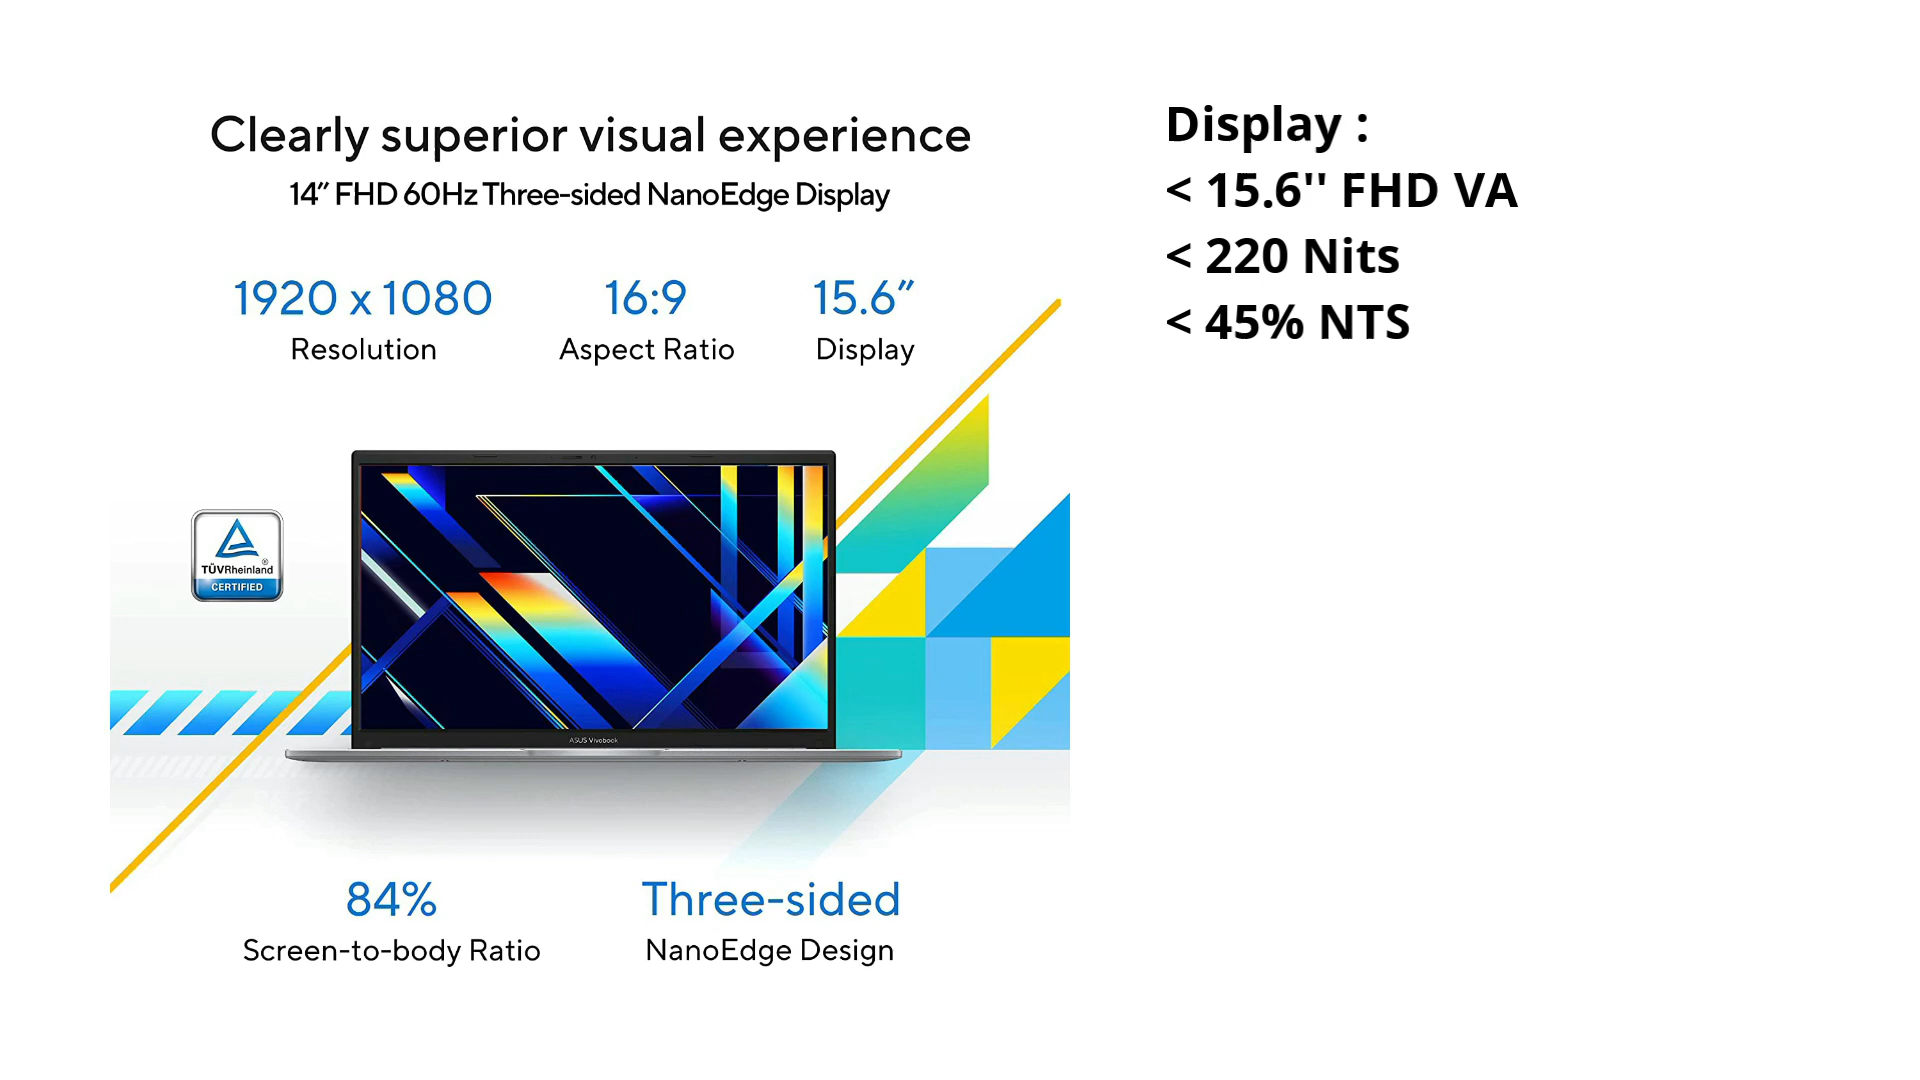 Clearly superior visual experience
14” FHD 60Hz Three-sided NanoEdge Display
1920 x 1080
Resolution
16:9
Aspect Ratio
15.6”
Display
TÜVRheinland
®
CERTIFIED
ASUS Vivobook
84%
Screen-to-body Ratio
Three-sided
NanoEdge Design
Display :
< 15.6'' FHD VA
< 220 Nits
< 45% NTS